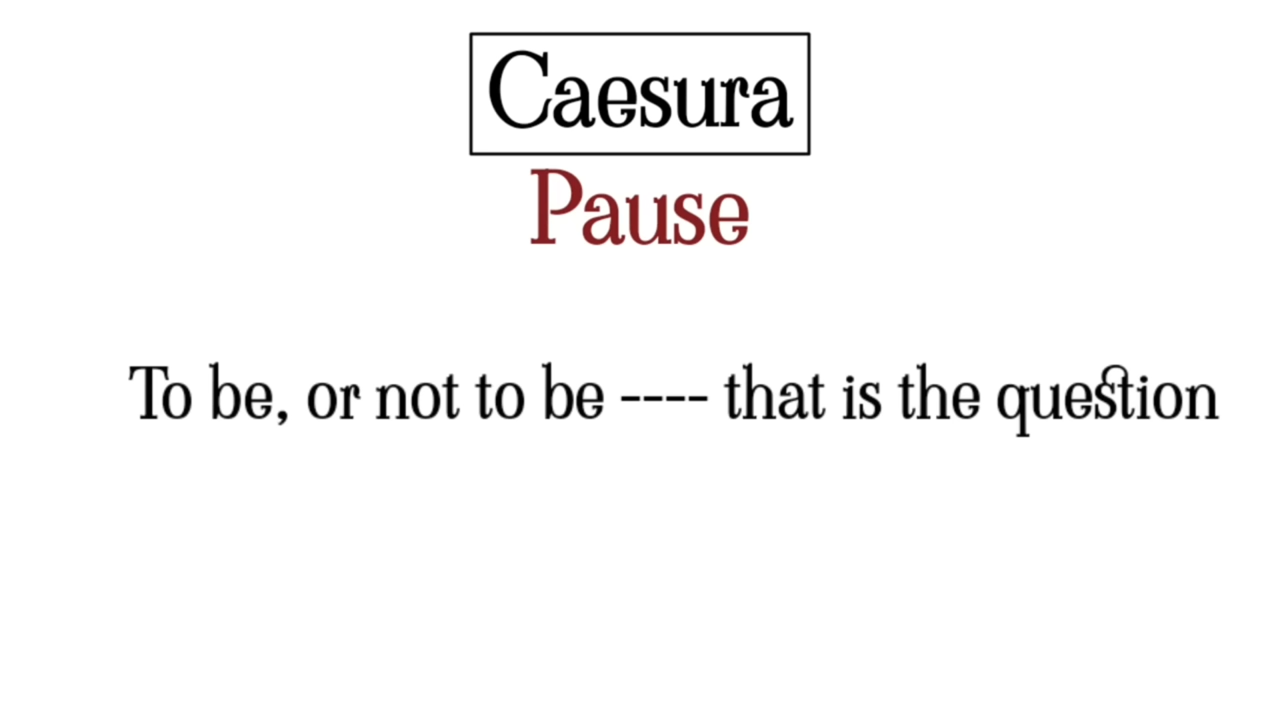 Caesura
Pause
To be, or not to be ---- that is the question